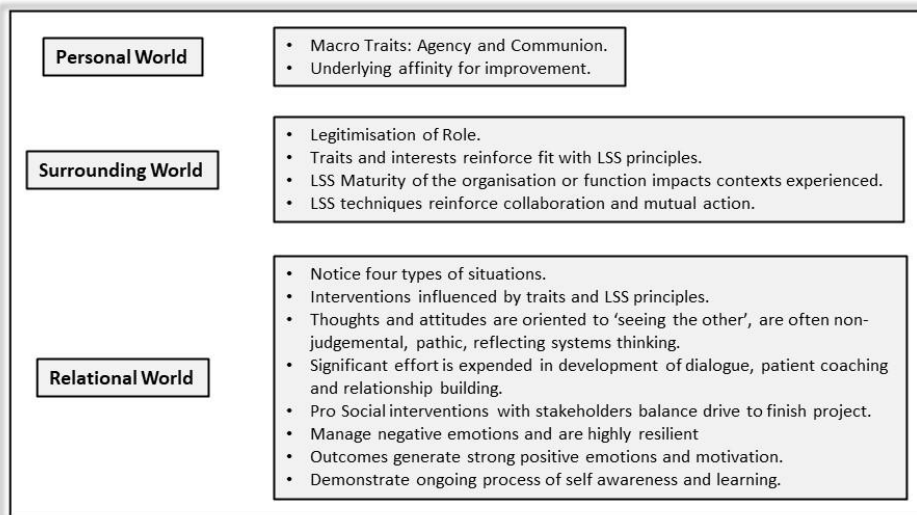 Personal World
• Macro Traits: Agency and Communion.
• Underlying affinity for improvement.
Surrounding World
• Legitimisation of Role.
• Traits and interests reinforce fit with LSS principles.
• LSS Maturity of the organisation or function impacts contexts experienced.
• LSS techniques reinforce collaboration and mutual action.
Relational World
• Notice four types of situations.
• Interventions influenced by traits and LSS principles.
• Thoughts and attitudes are oriented to ‘seeing the other’, are often non-
judgemental, pathic, reflecting systems thinking.
• Significant effort is expended in development of dialogue, patient coaching
and relationship building.
• Pro Social interventions with stakeholders balance drive to finish project.
• Manage negative emotions and are highly resilient
• Outcomes generate strong positive emotions and motivation.
• Demonstrate ongoing process of self awareness and learning.